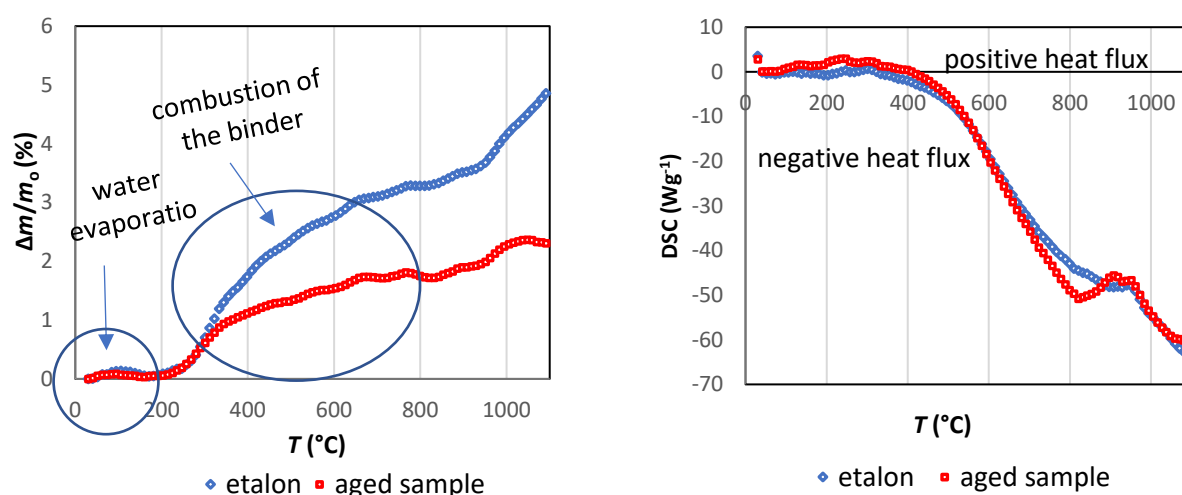 6
5
4
3
2
1
0
0
200
400
600
800
1000
Δm/mo (%)
T (°C)
combustion of
the binder
water
evaporatio
etalon
aged sample
10
0
-10
-20
-30
-40
-50
-60
-70
0
200
400
600
800
1000
DSC (Wg-1)
T (°C)
positive heat flux
negative heat flux
etalon
aged sample